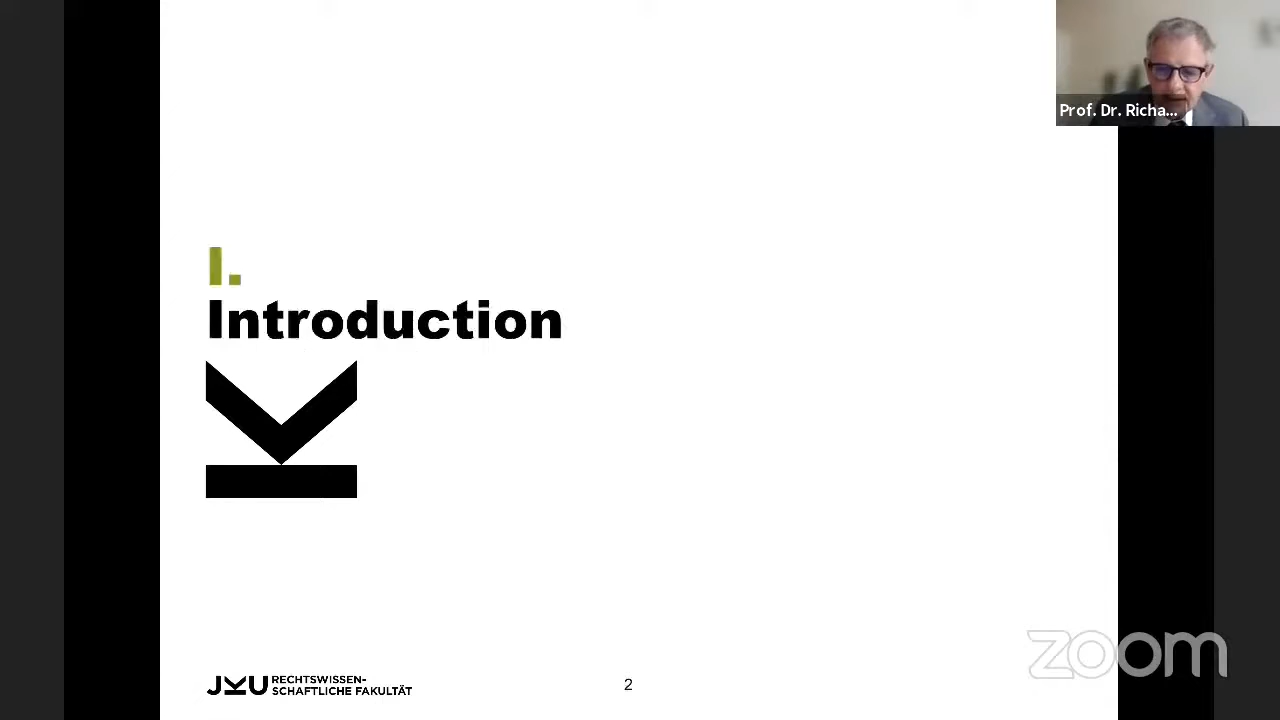 Prof. Dr. Richa...
I.
Introduction
JKU RECHTSWISSEN-
SCHAFTLICHE FAKULTÄT
2
zoom